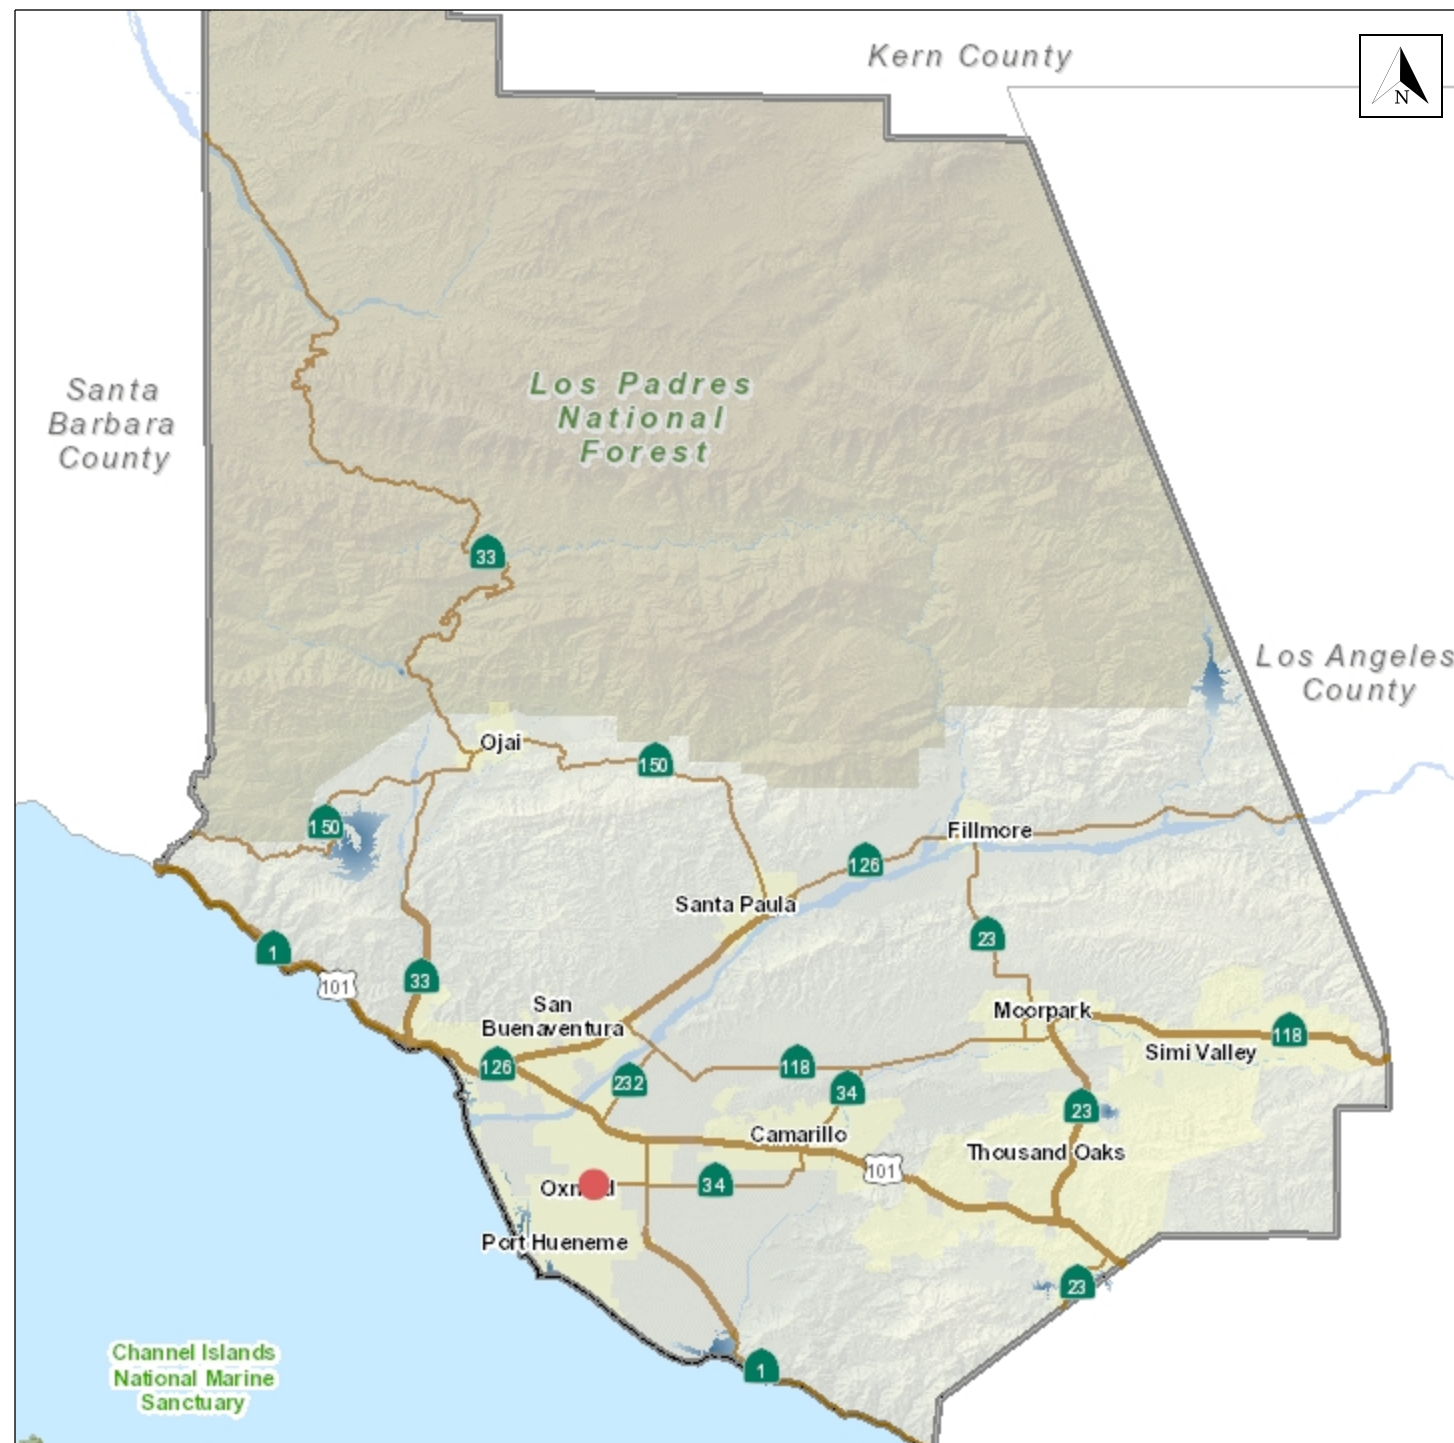 Kern County
N
Santa
Barbara
County
Los Padres
National
Forest
33
Los Angeles
County
Ojai
150
150
Fillmore
126
Santa Paula
23
1
33
101
San
Buenaventura
Moorpark
118
Simi Valley
126
232
118
34
23
Camarillo
Thousand Oaks
101
34
Port Hueneme
23
Channel Islands
National Marine
Sanctuary
1